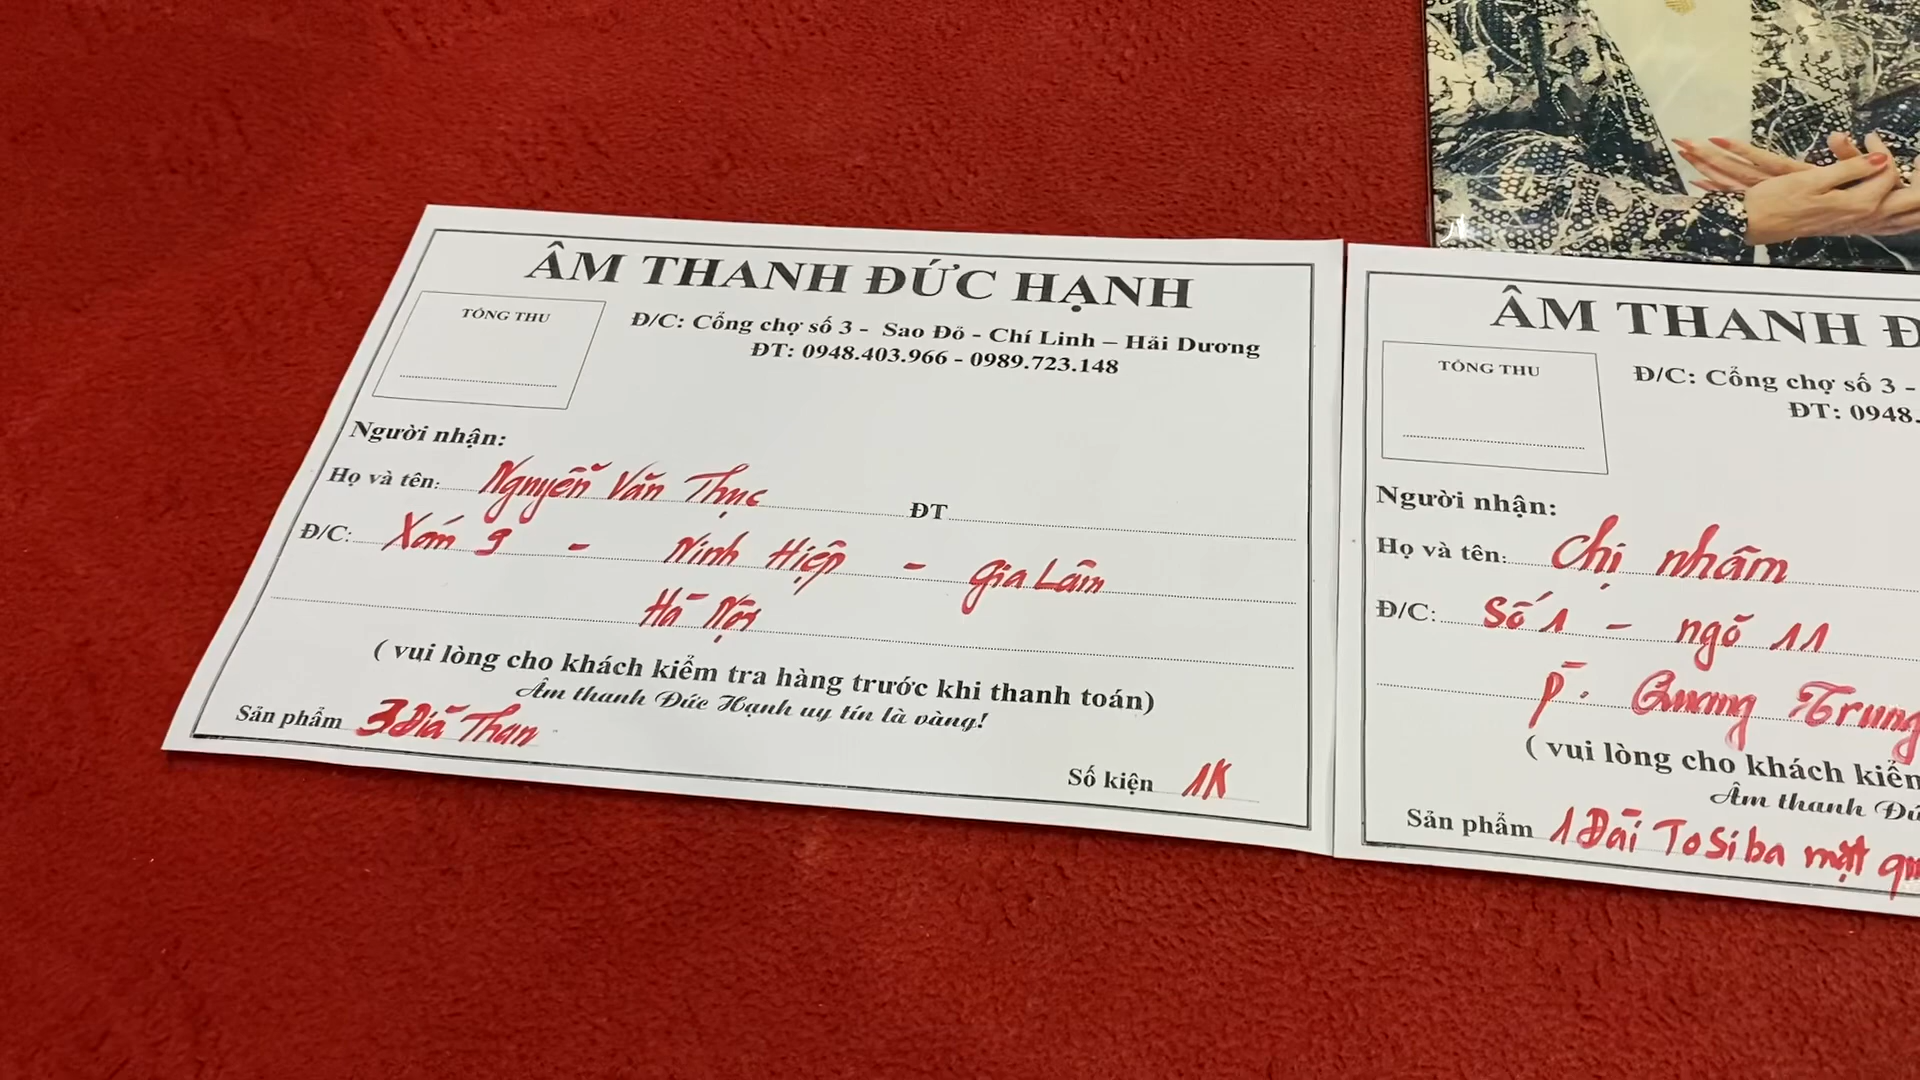 ÂM THANH ĐỨC HẠNH
TỔNG THU
Đ/C: Cổng chợ số 3 - Sao Đỏ - Chí Linh – Hải Dương
ĐT: 0948.403.966 - 0989.723.148
Người nhận:
Họ và tên: Nguyễn Văn Thục ĐT
Đ/C: Xóm 9 - Ninh Hiệp - Gia Lâm
Hà Nội
( vui lòng cho khách kiểm tra hàng trước khi thanh toán)
Âm thanh Đức Hạnh uy tín là vàng!
Sản phẩm 3 Đĩa Than
Số kiện 1K
ÂM THANH Đ
TỔNG THU
Đ/C: Cổng chợ số 3 -
ĐT: 0948.
Người nhận:
Họ và tên: Chị nhâm
Đ/C: Số 1 - ngõ 11
P. Quang Trung
( vui lòng cho khách kiểm
Âm thanh Đứ
Sản phẩm 1 Đài Tosiba mặt